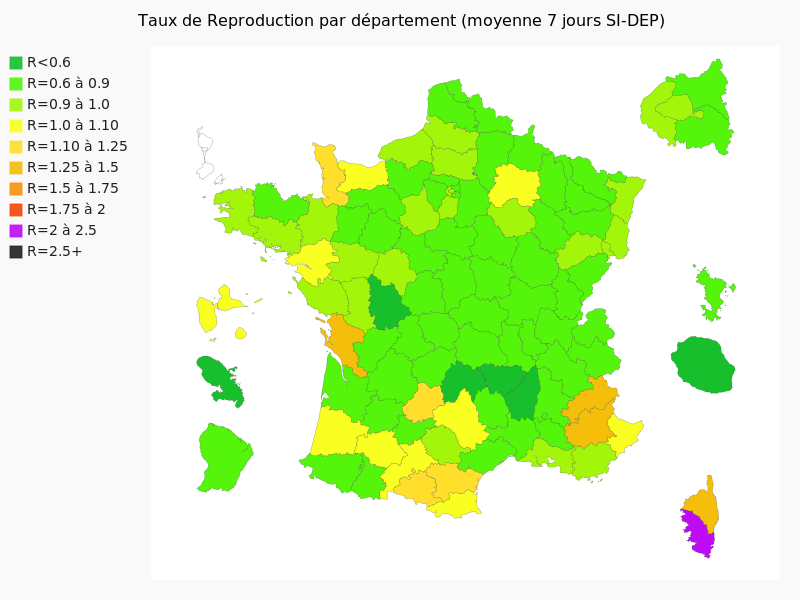 Taux de Reproduction par département (moyenne 7 jours SI-DEP)
R<0.6
R=0.6 à 0.9
R=0.9 à 1.0
R=1.0 à 1.10
R=1.10 à 1.25
R=1.25 à 1.5
R=1.5 à 1.75
R=1.75 à 2
R=2 à 2.5
R=2.5+